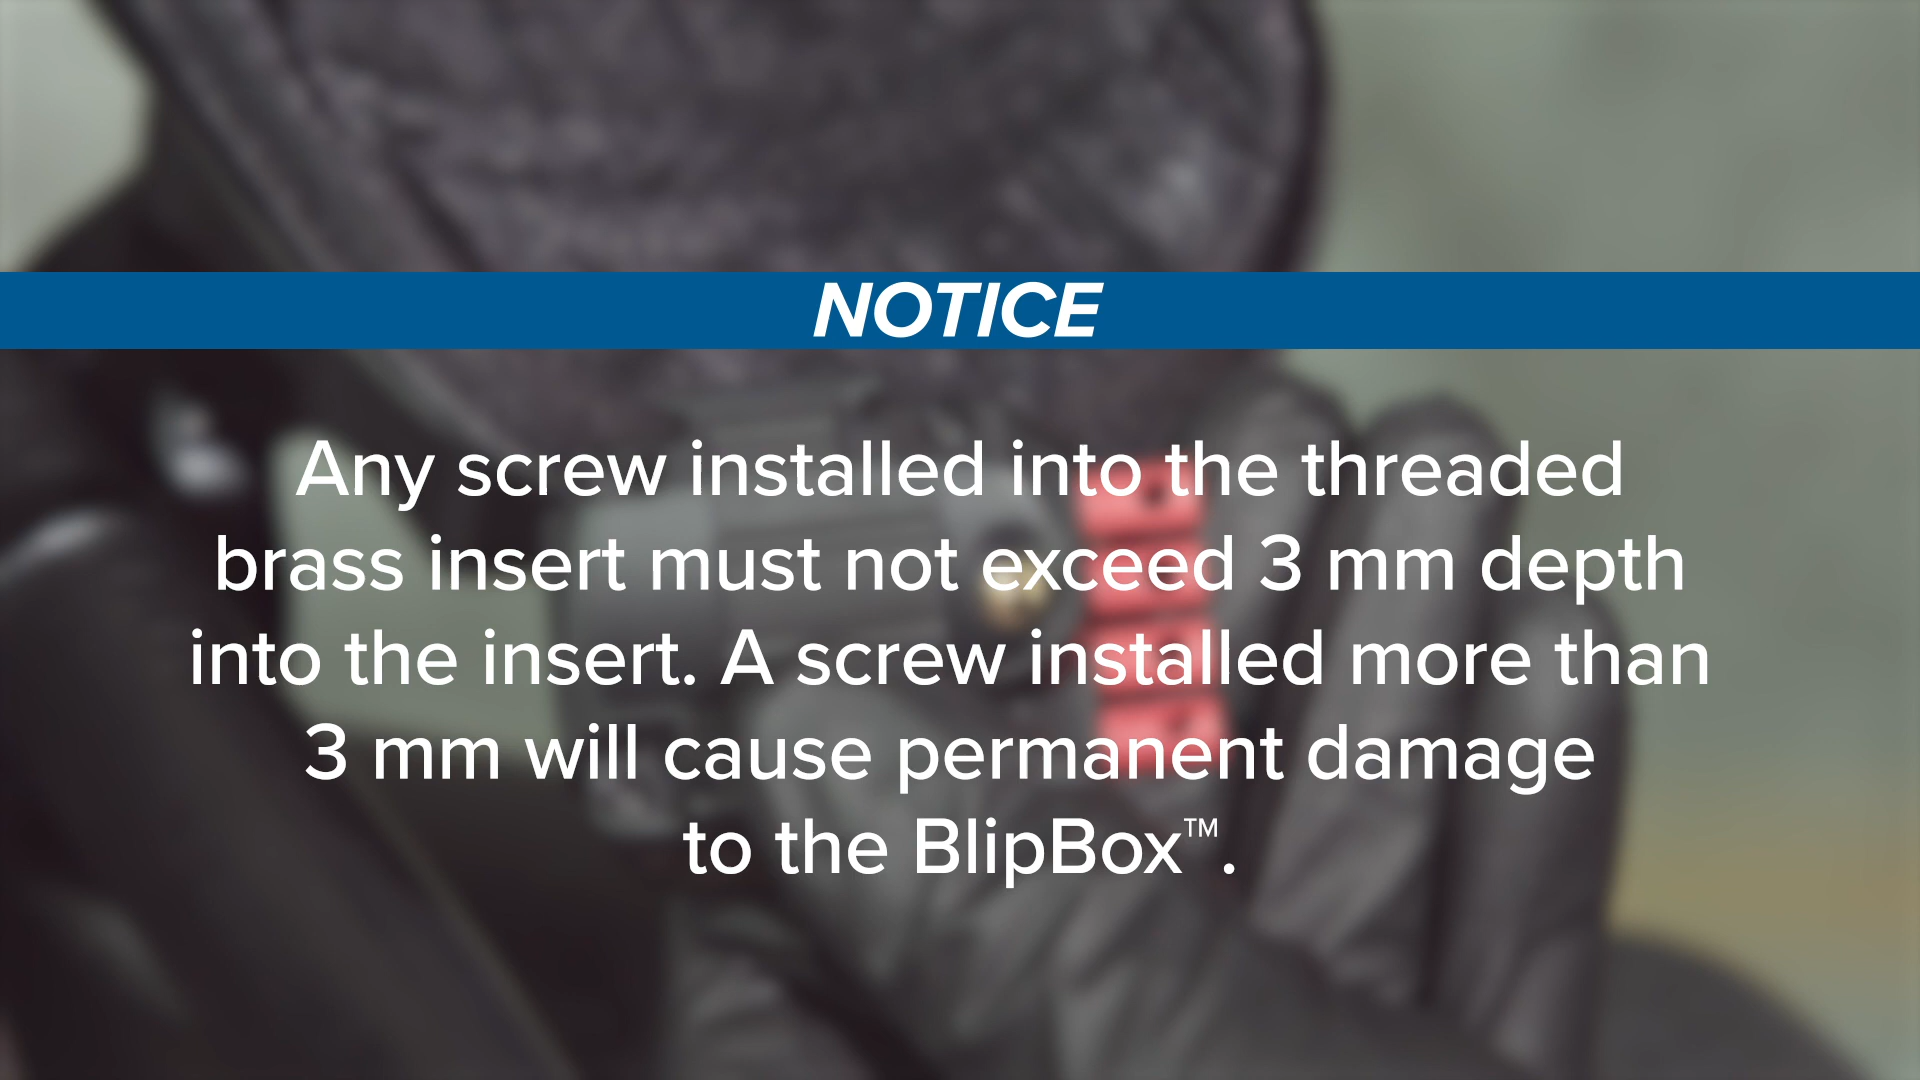 NOTICE
Any screw installed into the threaded
brass insert must not exceed 3 mm depth
into the insert. A screw installed more than
3 mm will cause permanent damage
to the BlipBox™.